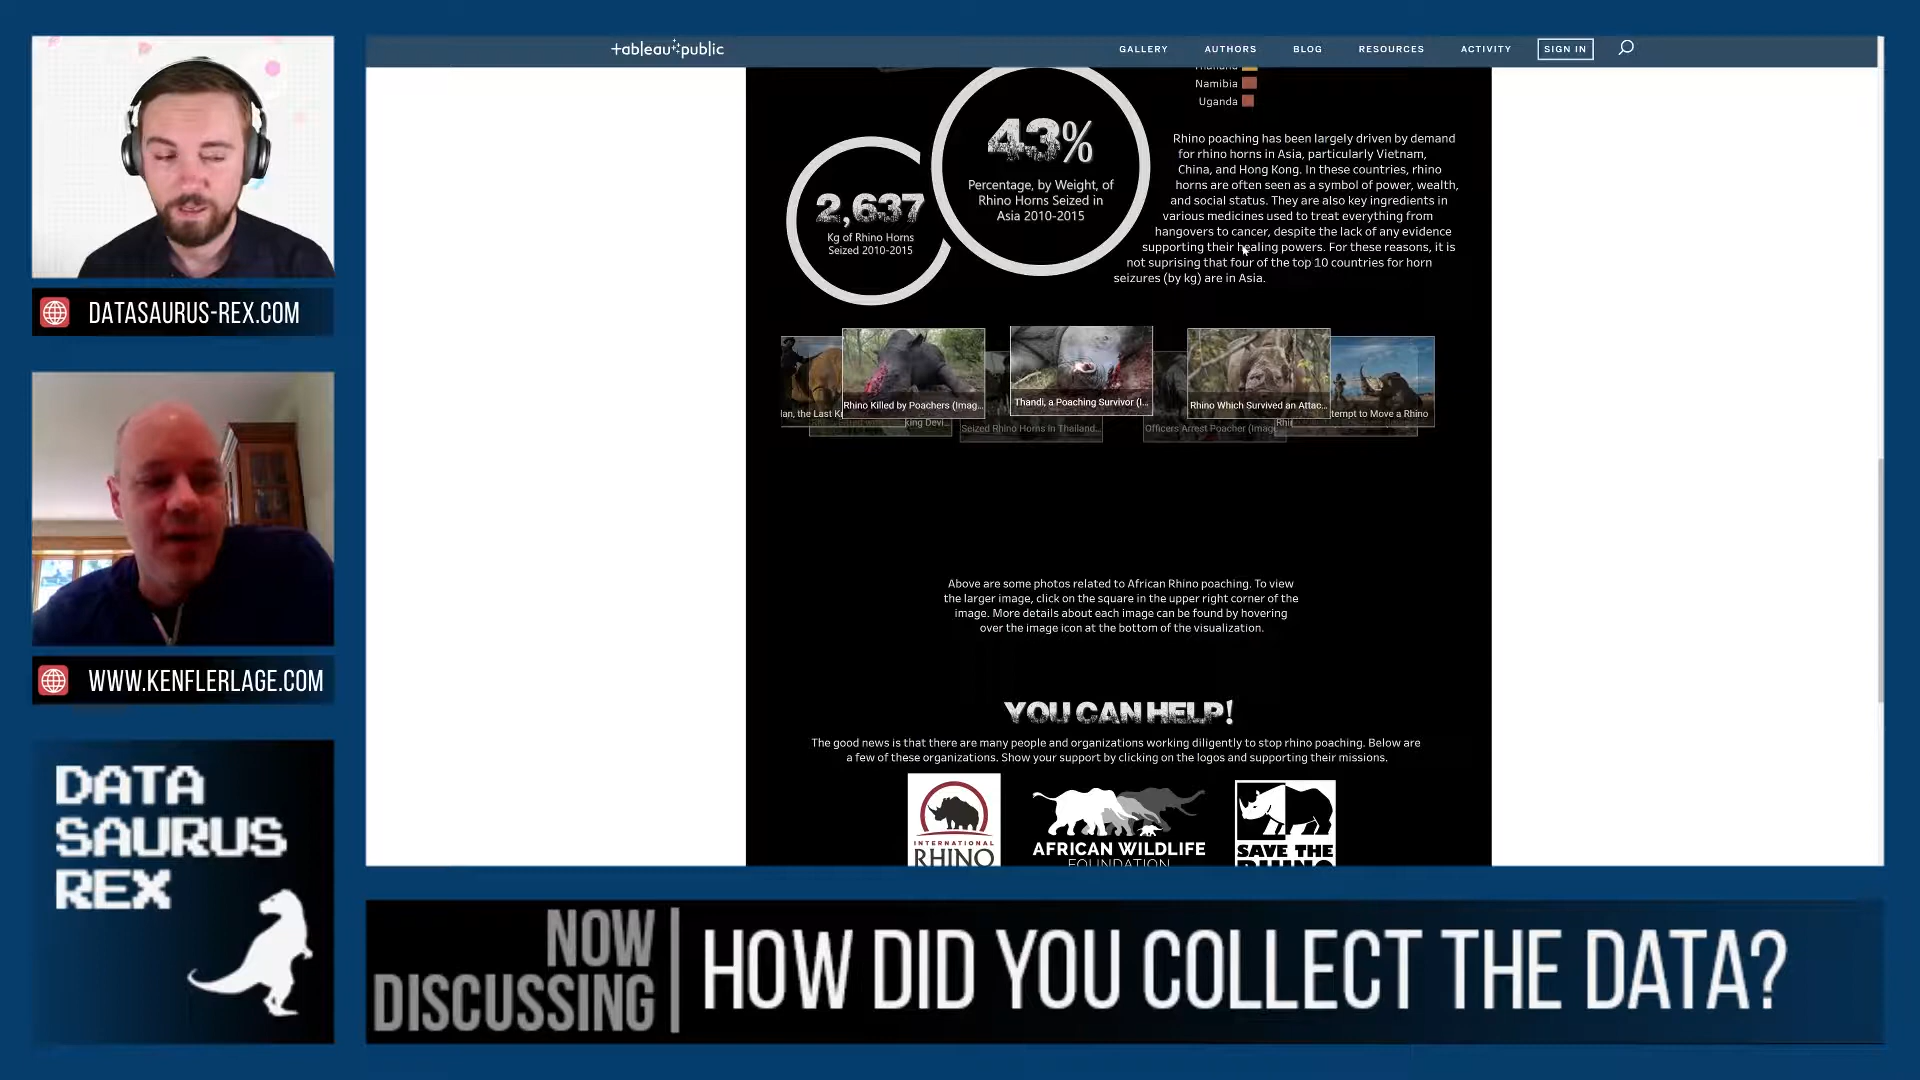 tableau public
GALLERY
AUTHORS
BLOG
RESOURCES
ACTIVITY
SIGN IN
Thailand
Namibia
Uganda
43%
Percentage, by Weight, of
Rhino Horns Seized in
Asia 2010-2015
2,637
Kg of Rhino Horns
Seized 2010-2015
Rhino poaching has been largely driven by demand
for rhino horns in Asia, particularly Vietnam,
China, and Hong Kong. In these countries, rhino
horns are often seen as a symbol of power, wealth,
and social status. They are also key ingredients in
various medicines used to treat everything from
hangovers to cancer, despite the lack of any evidence
supporting their healing powers. For these reasons, it is
not suprising that four of the top 10 countries for horn
seizures (by kg) are in Asia.
lan, the Last Ki
Rhino Killed by Poachers (Imag...
Thandi, a Poaching Survivor (I...
Rhino Which Survived an Attac...
tempt to Move a Rhino
king Devi...
Seized Rhino Horns in Thailand...
Officers Arrest Poacher (Imag
Rhi
Above are some photos related to African Rhino poaching. To view
the larger image, click on the square in the upper right corner of the
image. More details about each image can be found by hovering
over the image icon at the bottom of the visualization.
YOU CAN HELP!
The good news is that there are many people and organizations working diligently to stop rhino poaching. Below are
a few of these organizations. Show your support by clicking on the logos and supporting their missions.
INTERNATIONAL
RHINO
AFRICAN WILDLIFE
FOUNDATION
SAVE THE
RHINO
DATASAURUS-REX.COM
WWW.KENFLERLAGE.COM
DATA
SAURUS
REX
NOW
DISCUSSING
HOW DID YOU COLLECT THE DATA?